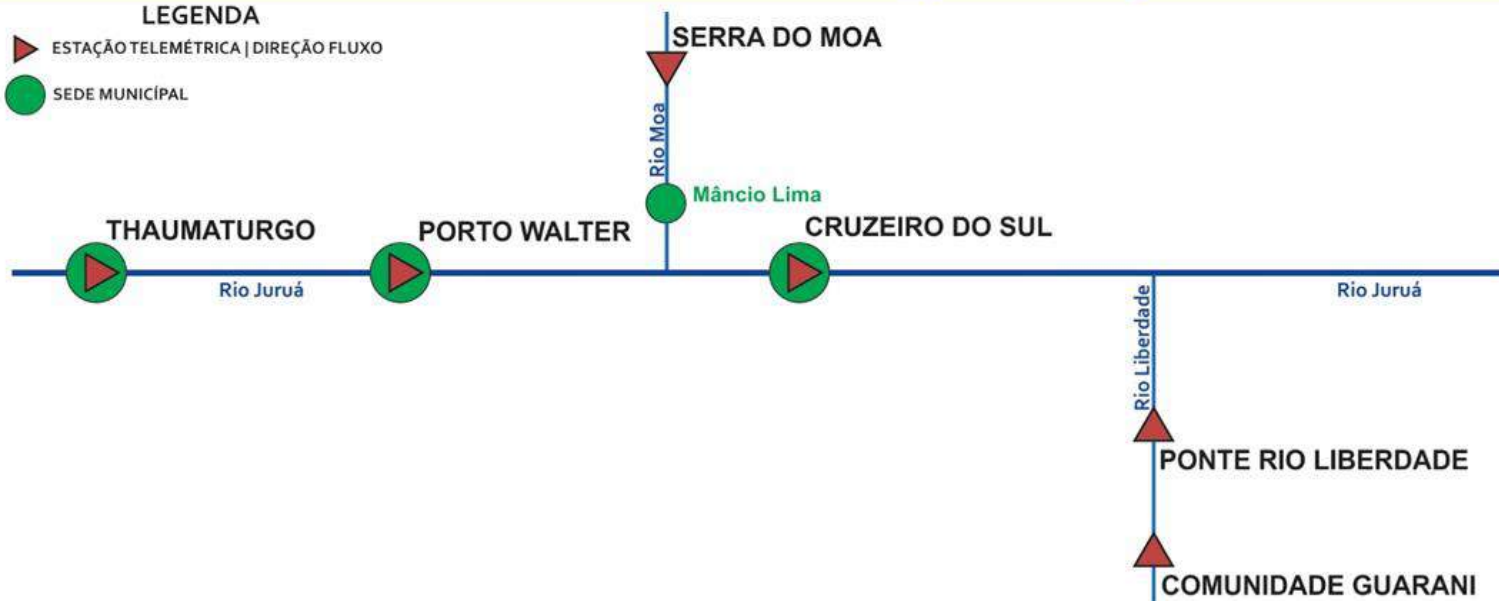 LEGENDA
ESTAÇÃO TELEMÉTRICA | DIREÇÃO FLUXO
SEDE MUNICÍPAL
SERRA DO MOA
Rio Moa
Mâncio Lima
THAUMATURGO
PORTO WALTER
CRUZEIRO DO SUL
Rio Juruá
Rio Juruá
Rio Liberdade
PONTE RIO LIBERDADE
COMUNIDADE GUARANI